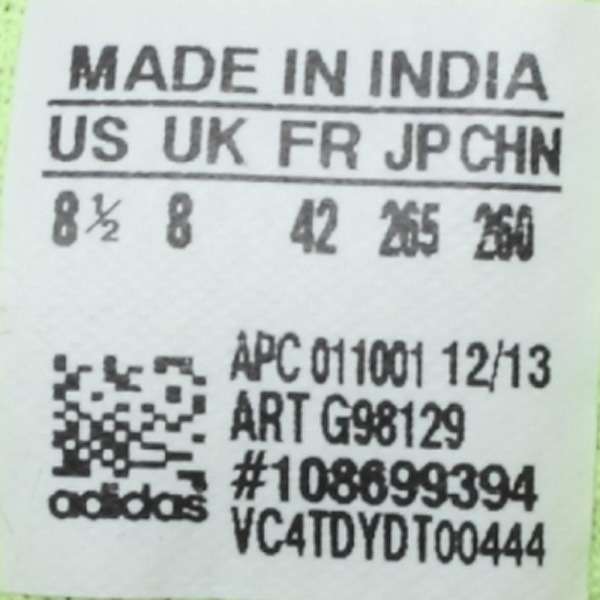 MADE IN INDIA
US UK FR JP CHN
8½ 8 42 265 260
APC 011001 12/13
ART G98129
#108699394
adidas
VC4TDYDT00444